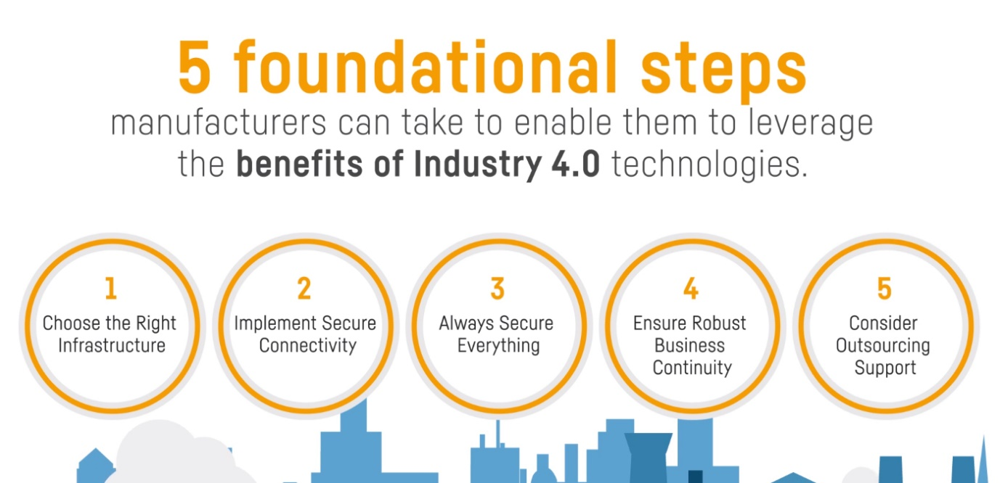 5 foundational steps
manufacturers can take to enable them to leverage
the benefits of Industry 4.0 technologies.
1
Choose the Right
Infrastructure
2
Implement Secure
Connectivity
3
Always Secure
Everything
4
Ensure Robust
Business
Continuity
5
Consider
Outsourcing
Support